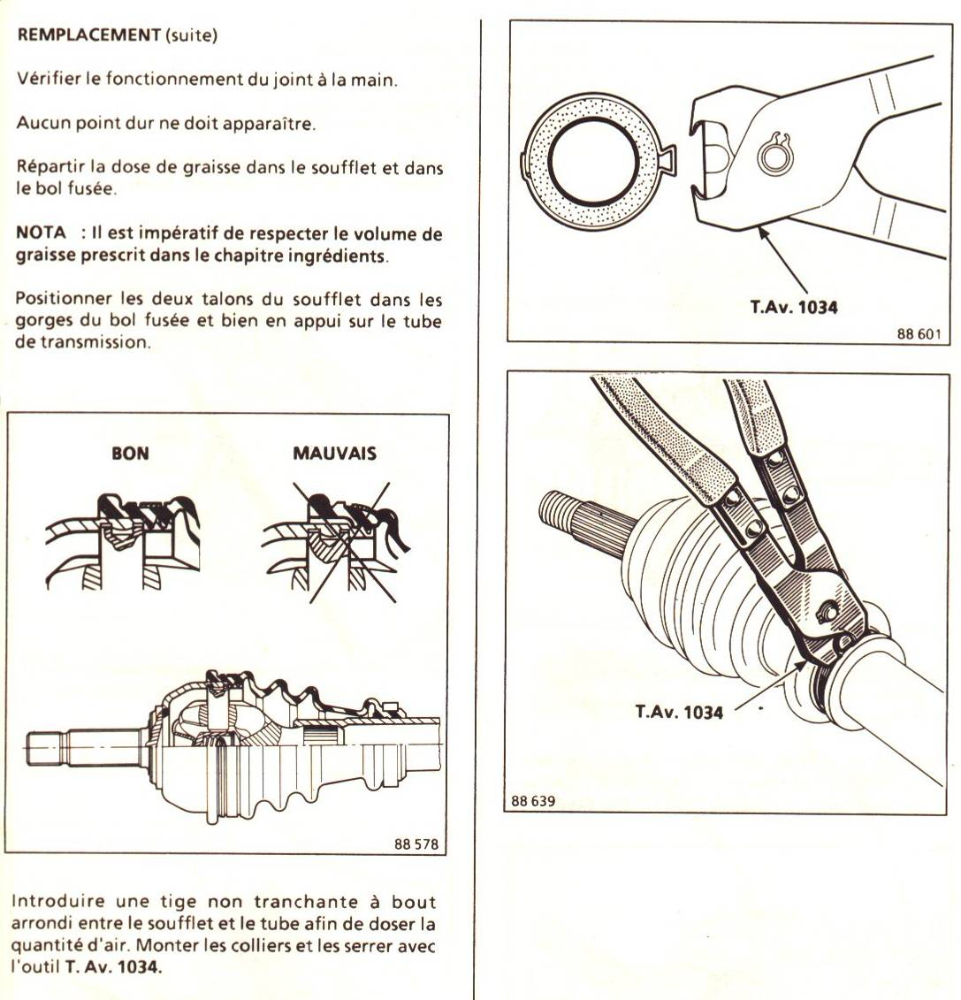 REMPLACEMENT (suite)
Vérifier le fonctionnement du joint à la main.
Aucun point dur ne doit apparaître.
Répartir la dose de graisse dans le soufflet et dans
le bol fusée.
NOTA : Il est impératif de respecter le volume de
graisse prescrit dans le chapitre ingrédients.
Positionner les deux talons du soufflet dans les
gorges du bol fusée et bien en appui sur le tube
de transmission.
BON
MAUVAIS
88 578
Introduire une tige non tranchante à bout
arrondi entre le soufflet et le tube afin de doser la
quantité d'air. Monter les colliers et les serrer avec
l'outil T. Av. 1034.
T.Av. 1034
88 601
T.Av. 1034
88 639